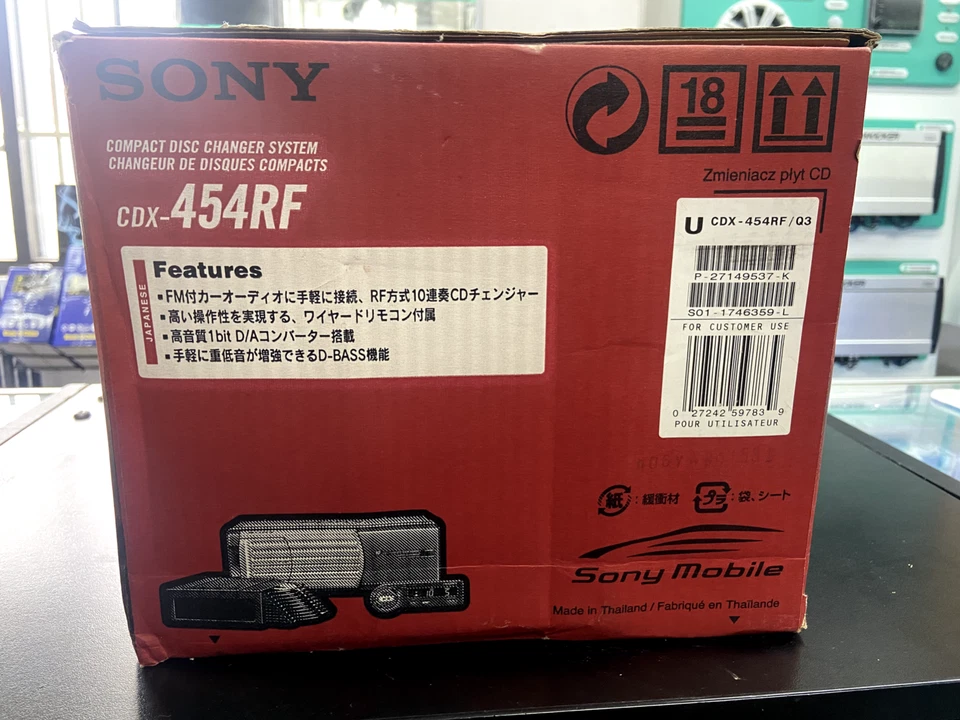 SONY
COMPACT DISC CHANGER SYSTEM
CHANGEUR DE DISQUES COMPACTS
CDX-454RF
18
Zmieniacz płyt CD
JAPANESE
Features
▪FM付カーオーディオに手軽に接続、RF方式10連奏CDチェンジャー
▪高い操作性を実現する、ワイヤードリモコン付属
▪高音質1bit D/Aコンバーター搭載
▪手軽に重低音が増強できるD-BASS機能
U CDX-454RF/Q3
P-27149537-K
S01-1746359-L
FOR CUSTOMER USE
0 27242 59783 9
POUR UTILISATEUR
紙:緩衝材 プラ:袋、シート
Sony Mobile
Made in Thailand / Fabriqué en Thaïlande